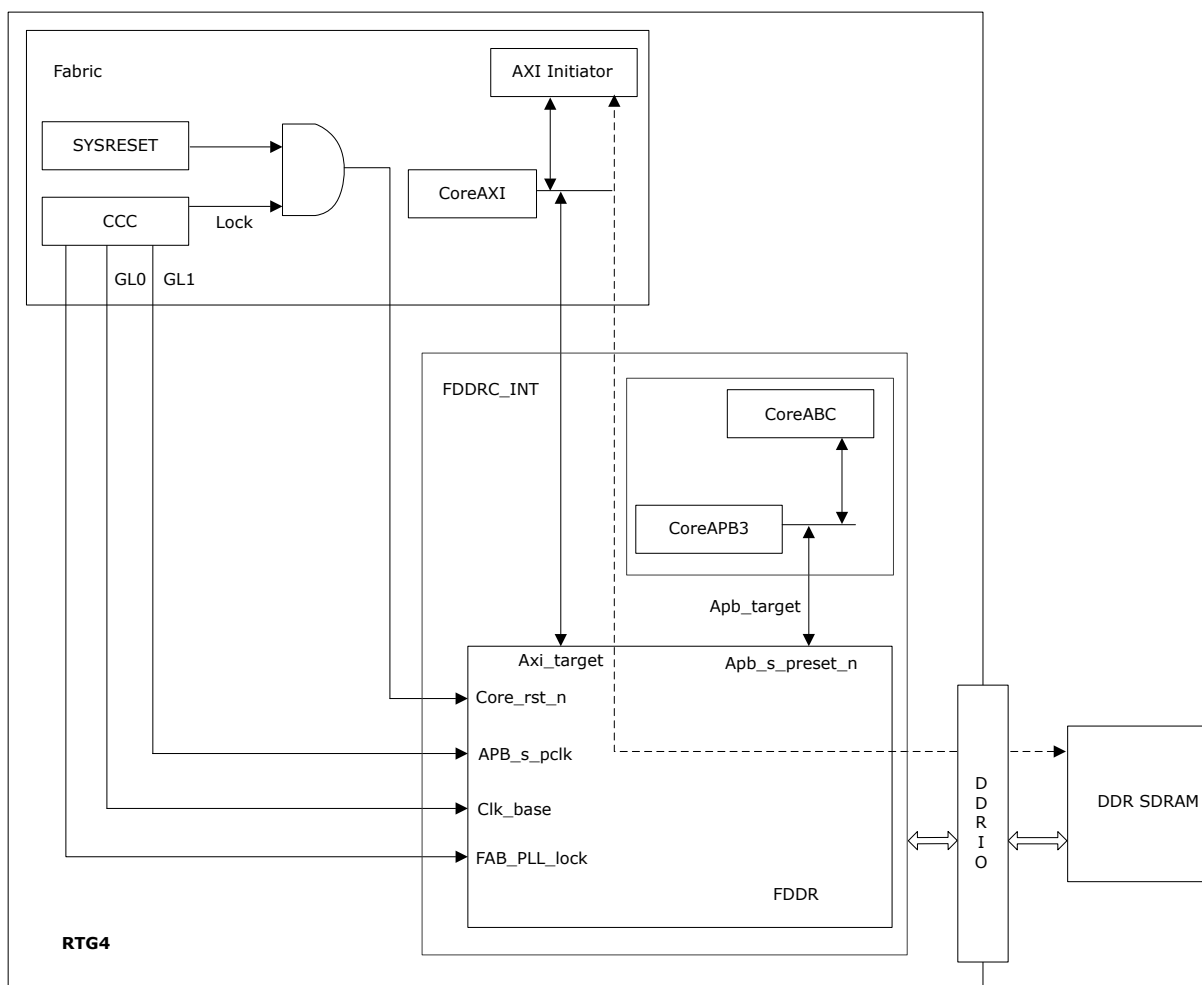 Fabric
AXI Initiator
SYSRESET
CoreAXI
CCC
Lock
GL0
GL1
FDDRC_INT
CoreABC
CoreAPB3
Apb_target
Axi_target
Apb_s_preset_n
Core_rst_n
APB_s_pclk
Clk_base
FAB_PLL_lock
FDDR
D
D
R
I
O
DDR SDRAM
RTG4